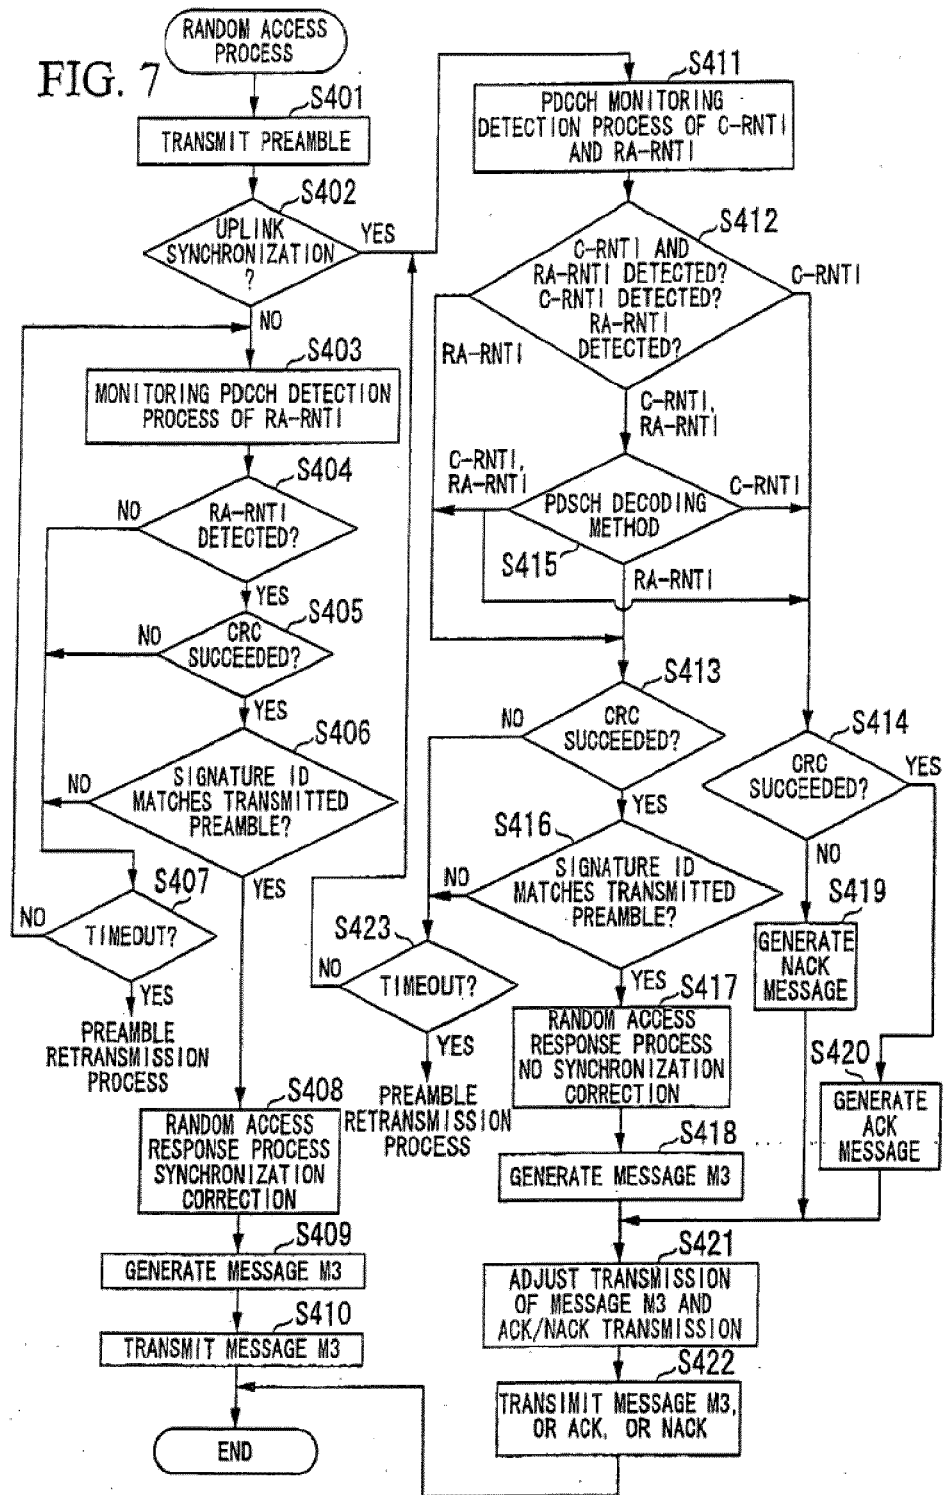 FIG. 7
RANDOM ACCESS
PROCESS
S401
TRANSMIT PREAMBLE
S402
UPLINK
SYNCHRONIZATION
?
YES
NO
S403
MONITORING PDCCH DETECTION
PROCESS OF RA-RNTI
S404
NO
RA-RNTI
DETECTED?
YES
S405
NO
CRC
SUCCEEDED?
YES
S406
NO
SIGNATURE ID
MATCHES TRANSMITTED
PREAMBLE?
YES
S407
NO
TIMEOUT?
YES
PREAMBLE
RETRANSMISSION
PROCESS
S408
RANDOM ACCESS
RESPONSE PROCESS
SYNCHRONIZATION
CORRECTION
S409
GENERATE MESSAGE M3
S410
TRANSMIT MESSAGE M3
END
S411
PDCCH MONITORING
DETECTION PROCESS OF C-RNTI
AND RA-RNTI
S412
C-RNTI AND
RA-RNTI DETECTED?
C-RNTI DETECTED?
RA-RNTI
DETECTED?
C-RNTI
RA-RNTI
C-RNTI,
RA-RNTI
C-RNTI,
RA-RNTI
C-RNTI
PDSCH DECODING
METHOD
S415
RA-RNTI
S413
NO
CRC
SUCCEEDED?
YES
S414
CRC
SUCCEEDED?
YES
NO
S416
NO
SIGNATURE ID
MATCHES TRANSMITTED
PREAMBLE?
YES
S419
GENERATE
NACK
MESSAGE
S423
NO
TIMEOUT?
YES
PREAMBLE
RETRANSMISSION
PROCESS
S417
RANDOM ACCESS
RESPONSE PROCESS
NO SYNCHRONIZATION
CORRECTION
S420
GENERATE
ACK
MESSAGE
S418
GENERATE MESSAGE M3
S421
ADJUST TRANSMISSION
OF MESSAGE M3 AND
ACK/NACK TRANSMISSION
S422
TRANSIMIT MESSAGE M3,
OR ACK, OR NACK